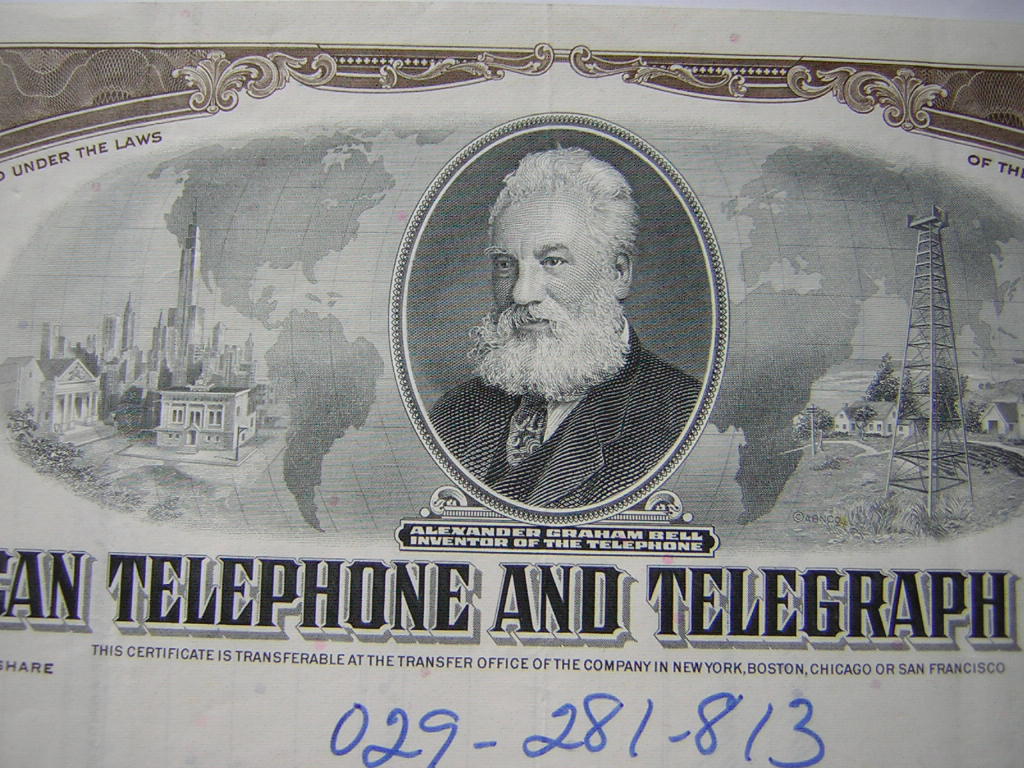 D UNDER THE LAWS
OF THE
ALEXANDER GRAHAM BELL
INVENTOR OF THE TELEPHONE
©ABNCo
CAN TELEPHONE AND TELEGRAPH
SHARE
THIS CERTIFICATE IS TRANSFERABLE AT THE TRANSFER OFFICE OF THE COMPANY IN NEW YORK, BOSTON, CHICAGO OR SAN FRANCISCO
029-281-813